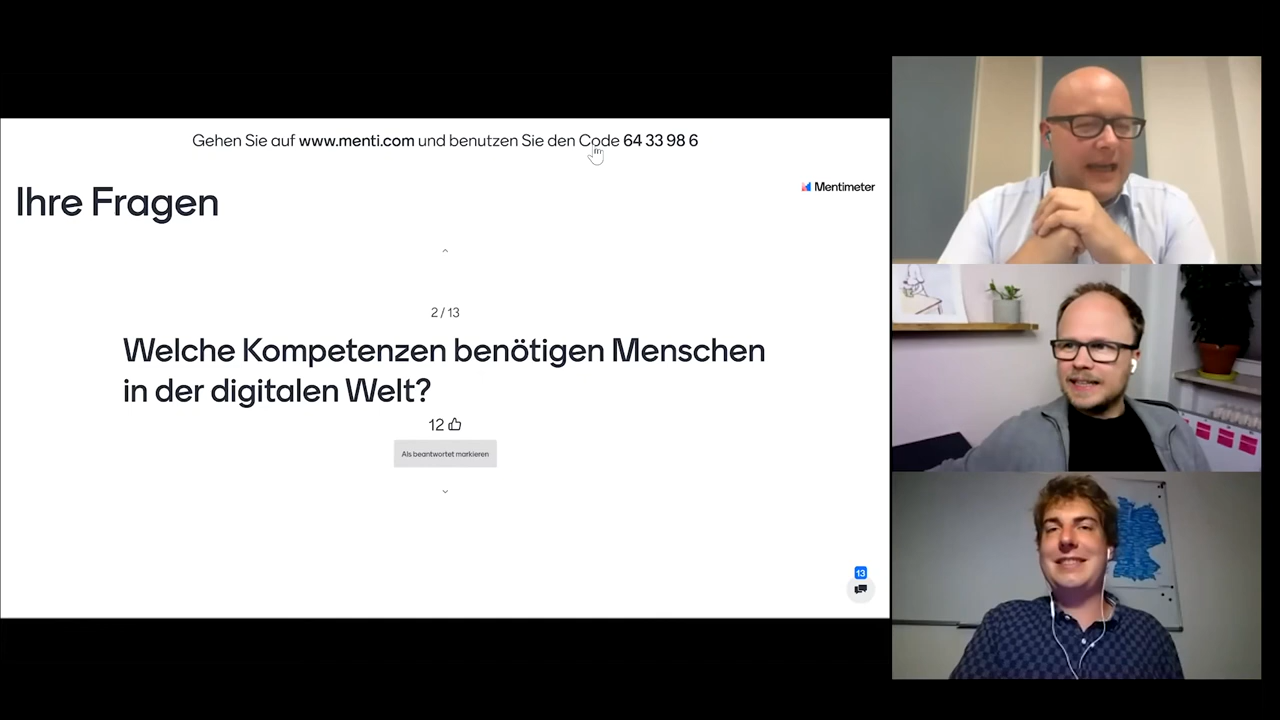 Gehen Sie auf www.menti.com und benutzen Sie den Code 64 33 98 6
Ihre Fragen
Mentimeter
2 / 13
Welche Kompetenzen benötigen Menschen
in der digitalen Welt?
12
Als beantwortet markieren
13